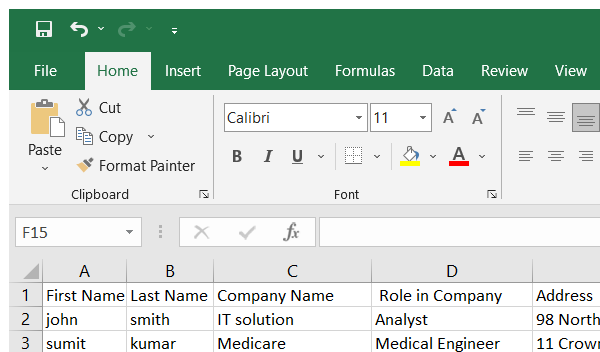 File Home Insert Page Layout Formulas Data Review View
Cut
Copy
Format Painter
Paste
Calibri 11 A A
B I U A
Clipboard Font
F15 fx
A B C D
1 First Name Last Name Company Name Role in Company Address
2 john smith IT solution Analyst 98 North
3 sumit kumar Medicare Medical Engineer 11 Crown